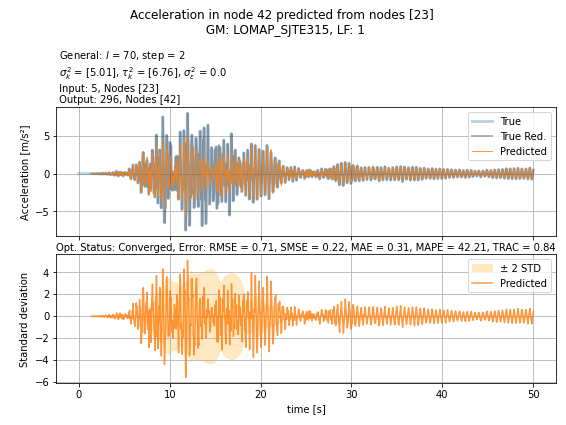 Acceleration in node 42 predicted from nodes [23]
GM: LOMAP_SJTE315, LF: 1
General: l = 70, step = 2
σ²ₖ = [5.01], τ²ₖ = [6.76], σ²ₑ = 0.0
Input: 5, Nodes [23]
Output: 296, Nodes [42]
True
True Red.
Predicted
Acceleration [m/s²]
5
0
−5
Opt. Status: Converged, Error: RMSE = 0.71, SMSE = 0.22, MAE = 0.31, MAPE = 42.21, TRAC = 0.84
± 2 STD
Predicted
Standard deviation
4
2
0
−2
−4
−6
0 10 20 30 40 50
time [s]